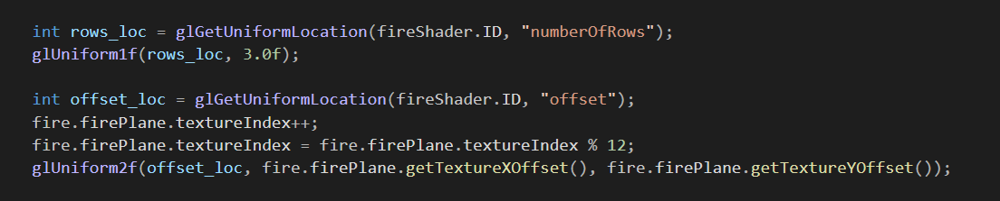 int rows_loc = glGetUniformLocation(fireShader.ID, "numberOfRows");
glUniform1f(rows_loc, 3.0f);
int offset_loc = glGetUniformLocation(fireShader.ID, "offset");
fire.firePlane.textureIndex++;
fire.firePlane.textureIndex = fire.firePlane.textureIndex % 12;
glUniform2f(offset_loc, fire.firePlane.getTextureXOffset(), fire.firePlane.getTextureYOffset());